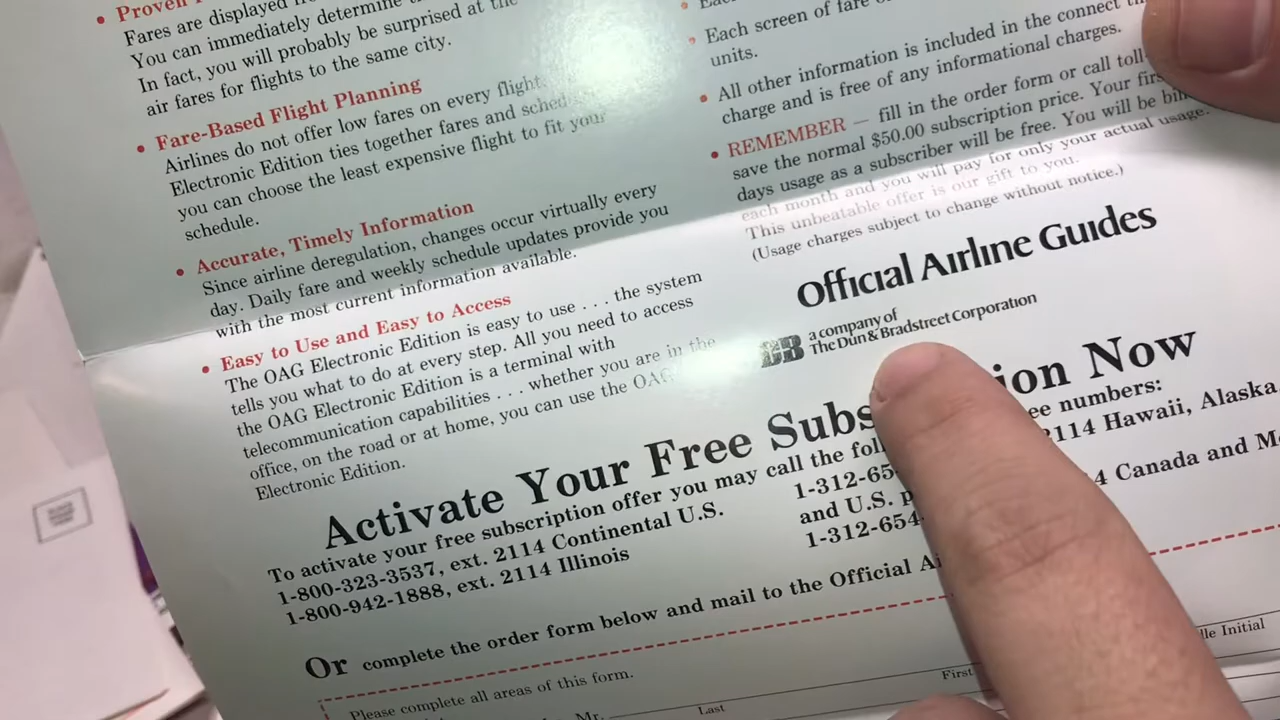 Proven
Fares are displayed
You can immediately determine
In fact, you will probably be surprised at the
air fares for flights to the same city.
Fare-Based Flight Planning
Airlines do not offer low fares on every flight.
Electronic Edition ties together fares and
you can choose the least expensive flight to fit your
schedule.
Accurate, Timely Information
Since airline deregulation, changes occur virtually every
day. Daily fare and weekly schedule updates provide you
with the most current information available.
Easy to Use and Easy to Access
The OAG Electronic Edition is easy to use . . . the system
tells you what to do at every step. All you need to access
the OAG Electronic Edition is a terminal with
telecommunication capabilities . . . whether you are in the
office, on the road or at home, you can use the OAG
Electronic Edition.
Each screen of fare
units.
All other information is included in the connect
charge and is free of any informational charges.
REMEMBER — fill in the order form or call
save the normal $50.00 subscription price. Your
days usage as a subscriber will be free. You will be
each month and you will pay for only your actual usage.
This unbeatable offer is our gift to you.
(Usage charges subject to change without notice.)
Official Airline Guides
a company of
The Dun & Bradstreet Corporation
Activate Your Free Now
To activate your free subscription offer you may call the numbers:
1-800-323-3537, ext. 2114 Continental U.S.
1-800-942-1888, ext. 2114 Illinois
2114 Hawaii, Alaska
and U.S.
1-312-654 Canada and
Or complete the order form below and mail to the Official
Please complete all areas of this form.
Mr.
Last
First
Initial